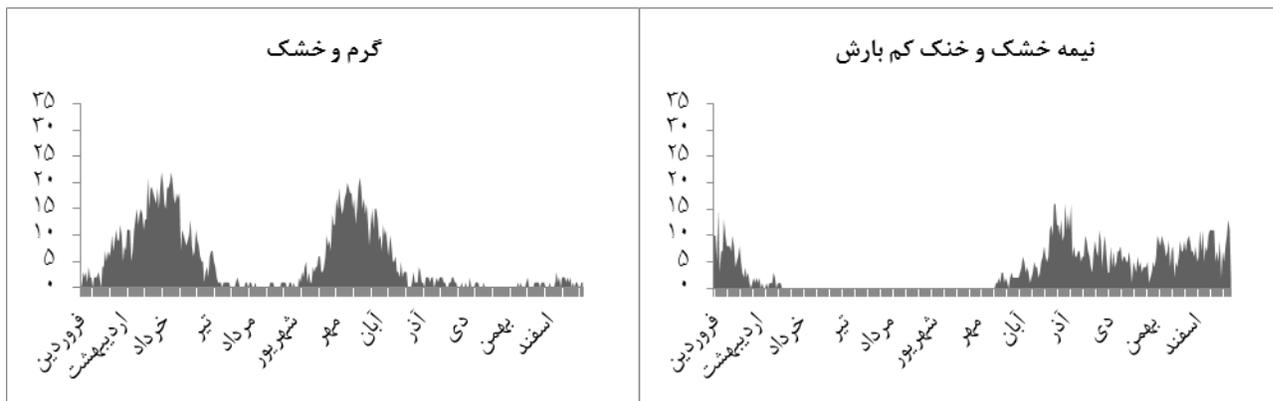 نیمه خشک و خنک کم بارش
۳۵
۳۰
۲۵
۲۰
۱۵
۱۰
۵
۰
فروردین
اردیبهشت
خرداد
تیر
مرداد
شهریور
مهر
آبان
آذر
دی
بهمن
اسفند
گرم و خشک
۳۵
۳۰
۲۵
۲۰
۱۵
۱۰
۵
۰
فروردین
اردیبهشت
خرداد
تیر
مرداد
شهریور
مهر
آبان
آذر
دی
بهمن
اسفند